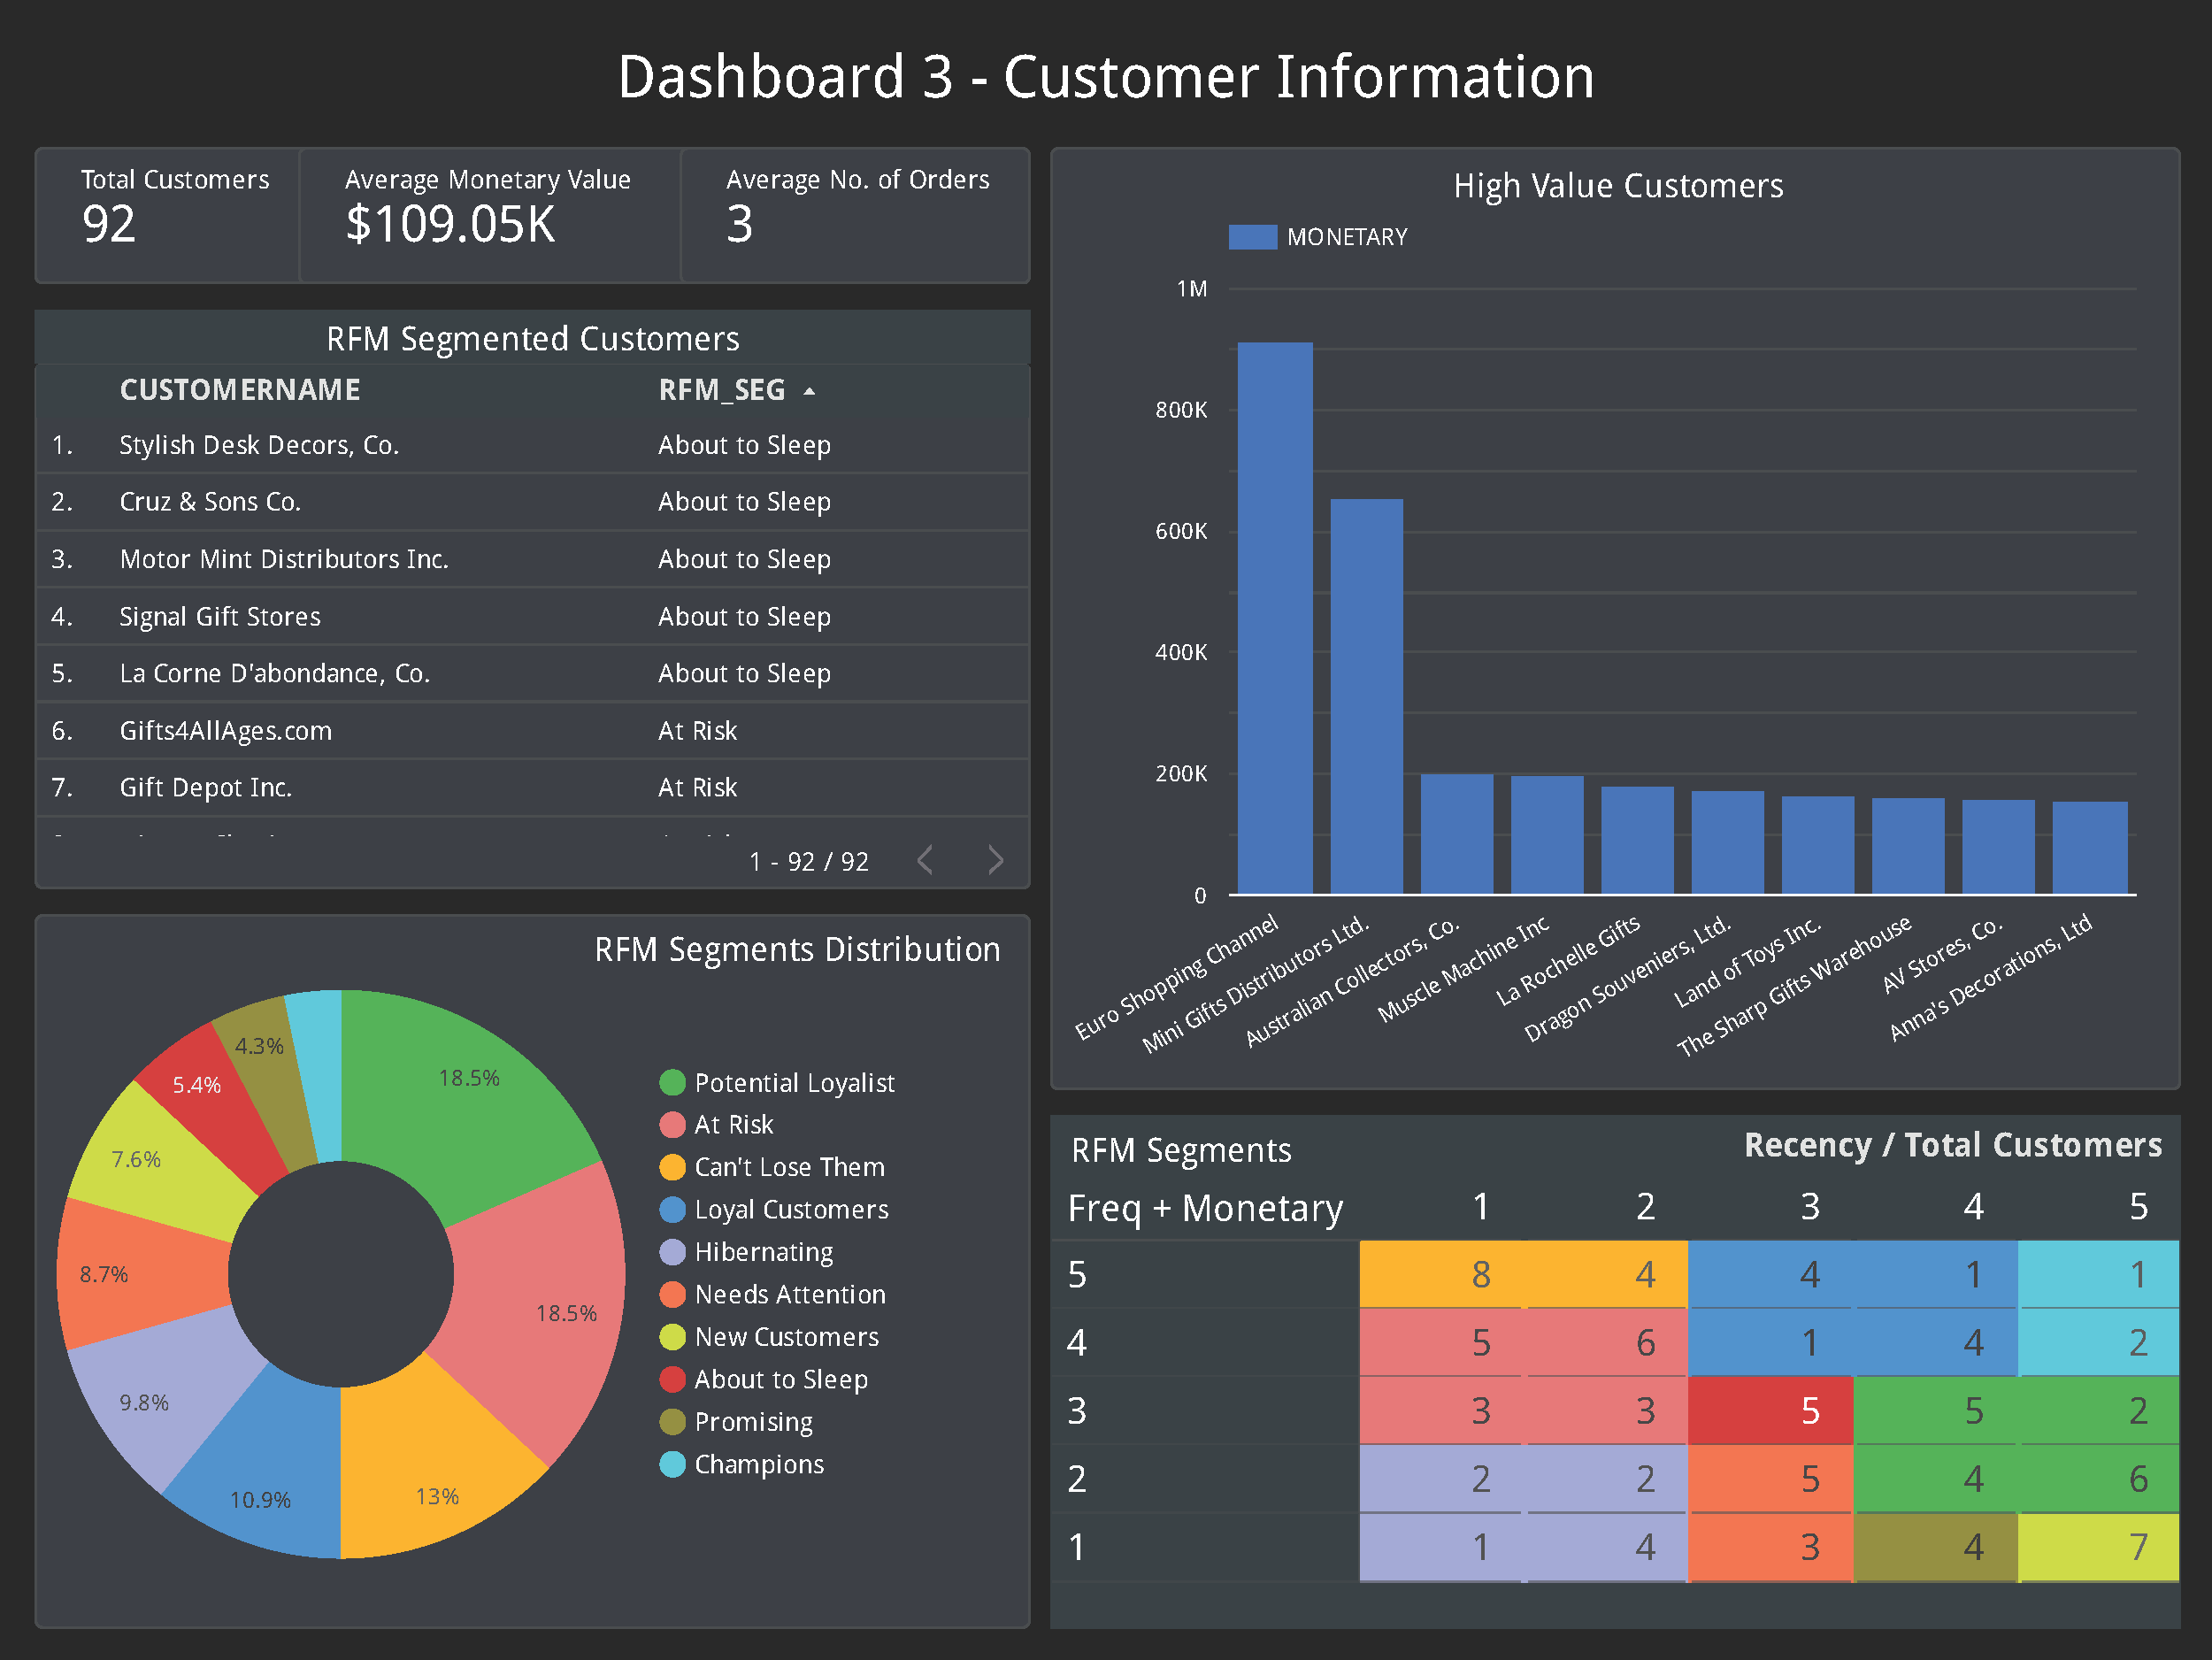 Dashboard 3 - Customer Information
Total Customers
92
Average Monetary Value
$109.05K
Average No. of Orders
3
RFM Segmented Customers
CUSTOMERNAME RFM_SEG
1. Stylish Desk Decors, Co. About to Sleep
2. Cruz & Sons Co. About to Sleep
3. Motor Mint Distributors Inc. About to Sleep
4. Signal Gift Stores About to Sleep
5. La Corne D'abondance, Co. About to Sleep
6. Gifts4AllAges.com At Risk
7. Gift Depot Inc. At Risk
1 - 92 / 92
RFM Segments Distribution
18.5%
18.5%
13%
10.9%
9.8%
8.7%
7.6%
5.4%
4.3%
Potential Loyalist
At Risk
Can't Lose Them
Loyal Customers
Hibernating
Needs Attention
New Customers
About to Sleep
Promising
Champions
High Value Customers
MONETARY
1M
800K
600K
400K
200K
0
Euro Shopping Channel
Mini Gifts Distributors Ltd.
Australian Collectors, Co.
Muscle Machine Inc
La Rochelle Gifts
Dragon Souveniers, Ltd.
Land of Toys Inc.
The Sharp Gifts Warehouse
AV Stores, Co.
Anna's Decorations, Ltd
RFM Segments Recency / Total Customers
Freq + Monetary 1 2 3 4 5
5 8 4 4 1 1
4 5 6 1 4 2
3 3 3 5 5 2
2 2 2 5 4 6
1 1 4 3 4 7